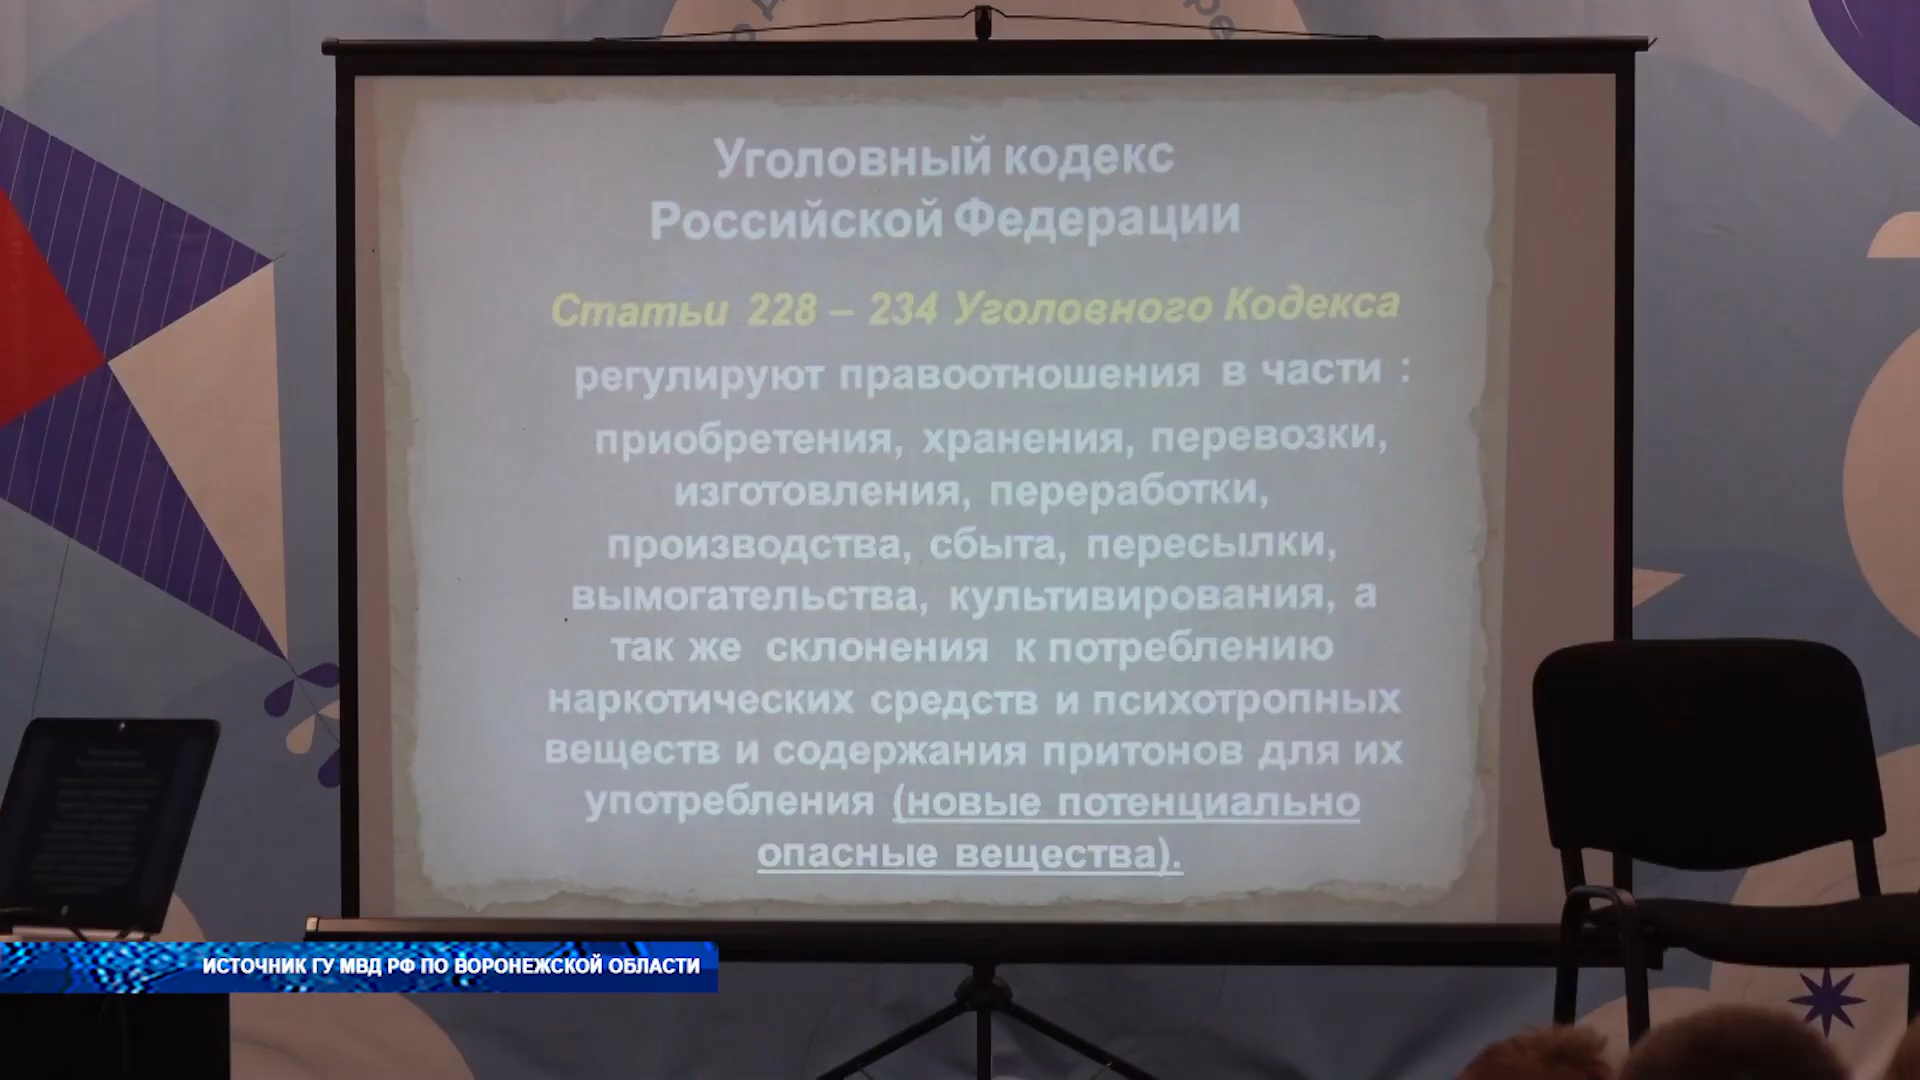 Уголовный кодекс
Российской Федерации
Статьи 228 – 234 Уголовного Кодекса
регулируют правоотношения в части :
приобретения, хранения, перевозки,
изготовления, переработки,
производства, сбыта, пересылки,
вымогательства, культивирования, а
так же склонения к потреблению
наркотических средств и психотропных
веществ и содержания притонов для их
употребления (новые потенциально
опасные вещества).
ИСТОЧНИК ГУ МВД РФ ПО ВОРОНЕЖСКОЙ ОБЛАСТИ